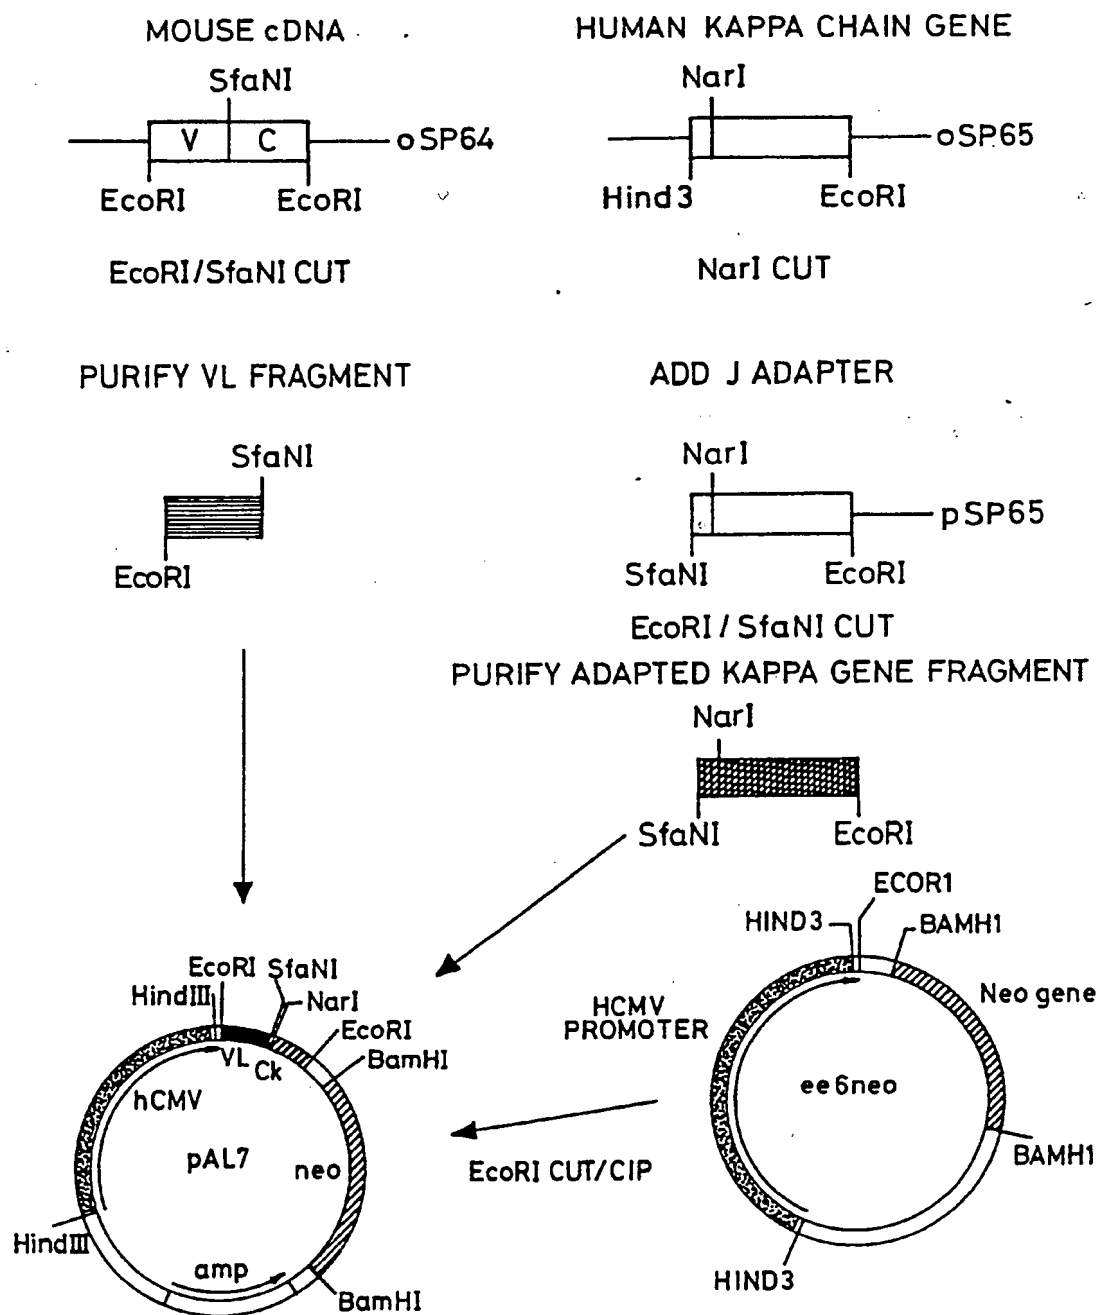 MOUSE cDNA
SfaNI
V C
oSP64
EcoRI EcoRI
EcoRI/SfaNI CUT
HUMAN KAPPA CHAIN GENE
NarI
oSP65
Hind3 EcoRI
NarI CUT
PURIFY VL FRAGMENT
SfaNI
EcoRI
ADD J ADAPTER
NarI
pSP65
SfaNI EcoRI
EcoRI / SfaNI CUT
PURIFY ADAPTED KAPPA GENE FRAGMENT
NarI
SfaNI EcoRI
ECOR1
HIND3 BAMH1
HCMV
PROMOTER
Neo gene
ee6neo
BAMH1
HIND3
EcoRI CUT/CIP
EcoRI SfaNI
HindIII NarI
EcoRI
BamHI
VL Ck
hCMV
pAL7
neo
HindIII
amp
BamHI